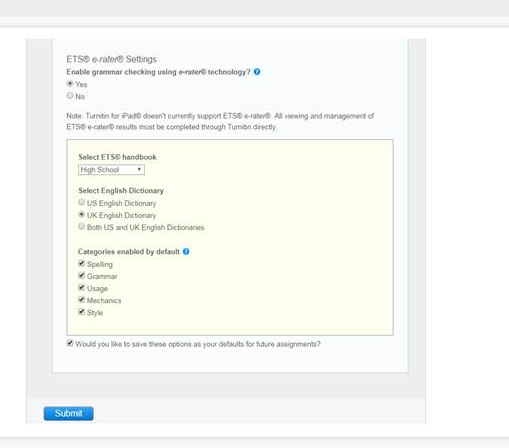 ETS® e-rater® Settings
Enable grammar checking using e-rater® technology? ?
Yes
No
Note: Turnitin for iPad® doesn't currently support ETS® e-rater®. All viewing and management of
ETS® e-rater® results must be completed through Turnitin directly.
Select ETS® handbook
High School
Select English Dictionary
US English Dictionary
UK English Dictionary
Both US and UK English Dictionaries
Categories enabled by default ?
Spelling
Grammar
Usage
Mechanics
Style
Would you like to save these options as your defaults for future assignments?
Submit